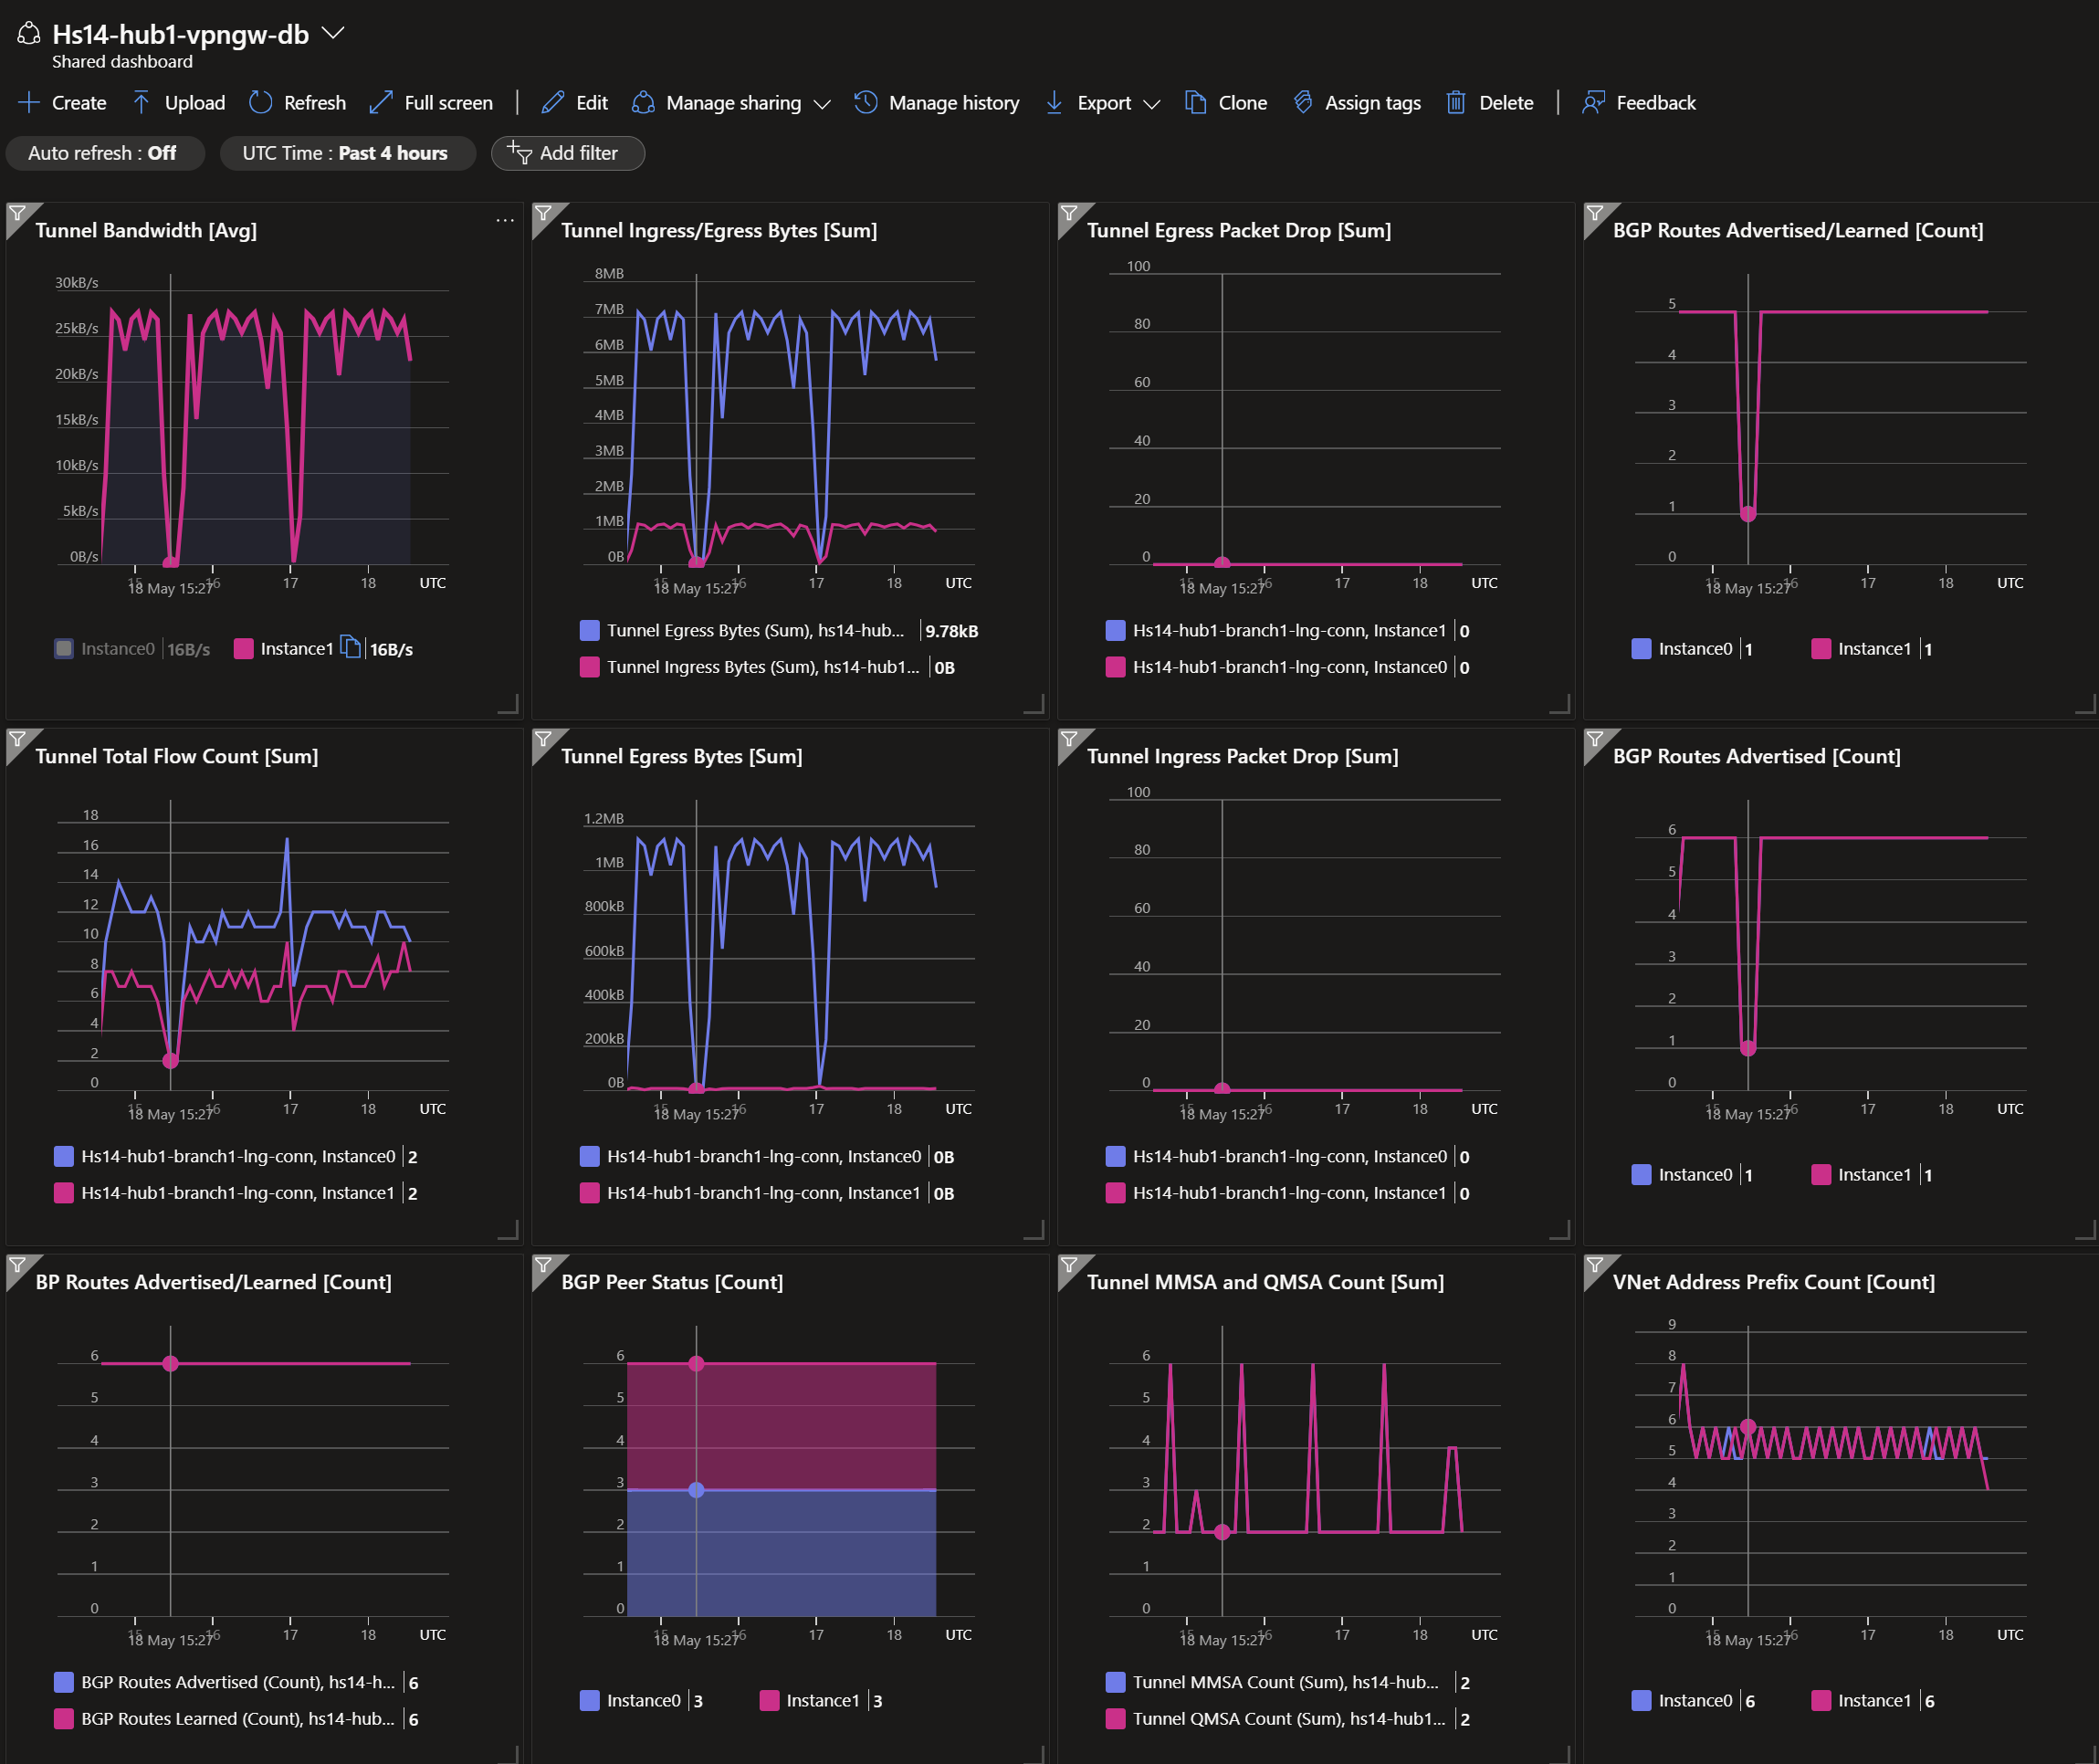 Hs14-hub1-vpngw-db
Shared dashboard
Create Upload Refresh Full screen Edit Manage sharing Manage history Export Clone Assign tags Delete Feedback
Auto refresh : Off UTC Time : Past 4 hours Add filter
Tunnel Bandwidth [Avg]
30kB/s
25kB/s
20kB/s
15kB/s
10kB/s
5kB/s
0B/s
15 16 17 18 UTC
18 May 15:27
Instance0 16B/s Instance1 16B/s
Tunnel Ingress/Egress Bytes [Sum]
8MB
7MB
6MB
5MB
4MB
3MB
2MB
1MB
0B
15 16 17 18 UTC
18 May 15:27
Tunnel Egress Bytes (Sum), hs14-hub... 9.78kB
Tunnel Ingress Bytes (Sum), hs14-hub1... 0B
Tunnel Egress Packet Drop [Sum]
100
80
60
40
20
0
15 16 17 18 UTC
18 May 15:27
Hs14-hub1-branch1-lng-conn, Instance1 0
Hs14-hub1-branch1-lng-conn, Instance0 0
BGP Routes Advertised/Learned [Count]
5
4
3
2
1
0
15 16 17 18 UTC
18 May 15:27
Instance0 1 Instance1 1
Tunnel Total Flow Count [Sum]
18
16
14
12
10
8
6
4
2
0
15 16 17 18 UTC
18 May 15:27
Hs14-hub1-branch1-lng-conn, Instance0 2
Hs14-hub1-branch1-lng-conn, Instance1 2
Tunnel Egress Bytes [Sum]
1.2MB
1MB
800kB
600kB
400kB
200kB
0B
15 16 17 18 UTC
18 May 15:27
Hs14-hub1-branch1-lng-conn, Instance0 0B
Hs14-hub1-branch1-lng-conn, Instance1 0B
Tunnel Ingress Packet Drop [Sum]
100
80
60
40
20
0
15 16 17 18 UTC
18 May 15:27
Hs14-hub1-branch1-lng-conn, Instance0 0
Hs14-hub1-branch1-lng-conn, Instance1 0
BGP Routes Advertised [Count]
6
5
4
3
2
1
0
15 16 17 18 UTC
18 May 15:27
Instance0 1 Instance1 1
BP Routes Advertised/Learned [Count]
6
5
4
3
2
1
0
15 16 17 18 UTC
18 May 15:27
BGP Routes Advertised (Count), hs14-h... 6
BGP Routes Learned (Count), hs14-hub... 6
BGP Peer Status [Count]
6
5
4
3
2
1
0
15 16 17 18 UTC
18 May 15:27
Instance0 3 Instance1 3
Tunnel MMSA and QMSA Count [Sum]
6
5
4
3
2
1
0
15 16 17 18 UTC
18 May 15:27
Tunnel MMSA Count (Sum), hs14-hub... 2
Tunnel QMSA Count (Sum), hs14-hub1... 2
VNet Address Prefix Count [Count]
9
8
7
6
5
4
3
2
1
0
15 16 17 18 UTC
18 May 15:27
Instance0 6 Instance1 6